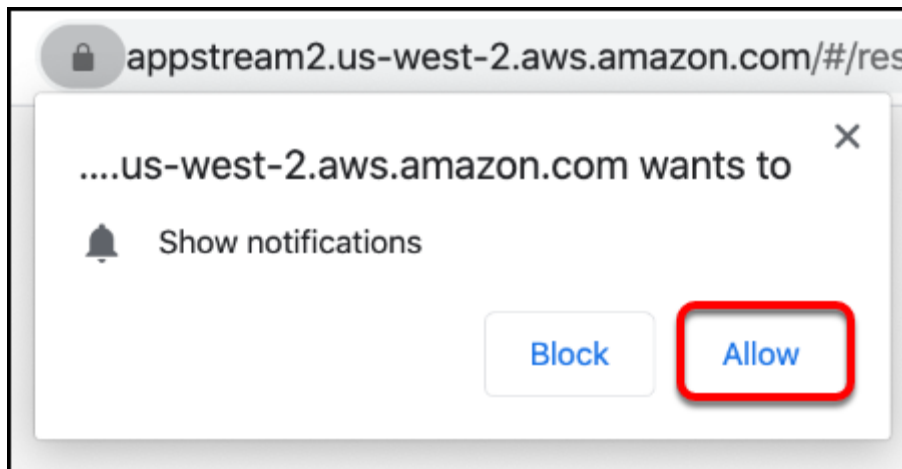 appstream2.us-west-2.aws.amazon.com/#/res
....us-west-2.aws.amazon.com wants to
Show notifications
Block
Allow